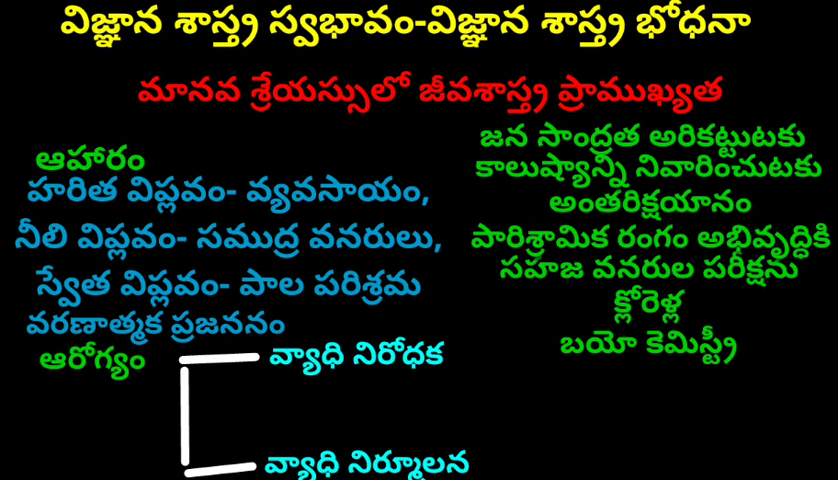 విజ్ఞాన శాస్త్ర స్వభావం-విజ్ఞాన శాస్త్ర భోధనా
మానవ శ్రేయస్సులో జీవశాస్త్ర ప్రాముఖ్యత
ఆహారం
హరిత విప్లవం- వ్యవసాయం,
నీలి విప్లవం- సముద్ర వనరులు,
స్వేత విప్లవం- పాల పరిశ్రమ
వరణాత్మక ప్రజననం
ఆరోగ్యం
వ్యాధి నిరోధక
వ్యాధి నిర్మూలన
జన సాంద్రత అరికట్టుటకు
కాలుష్యాన్ని నివారించుటకు
అంతరిక్షయానం
పారిశ్రామిక రంగం అభివృద్ధికి
సహజ వనరుల పరీక్షను
క్లోరెళ్ల
బయో కెమిస్ట్రీ